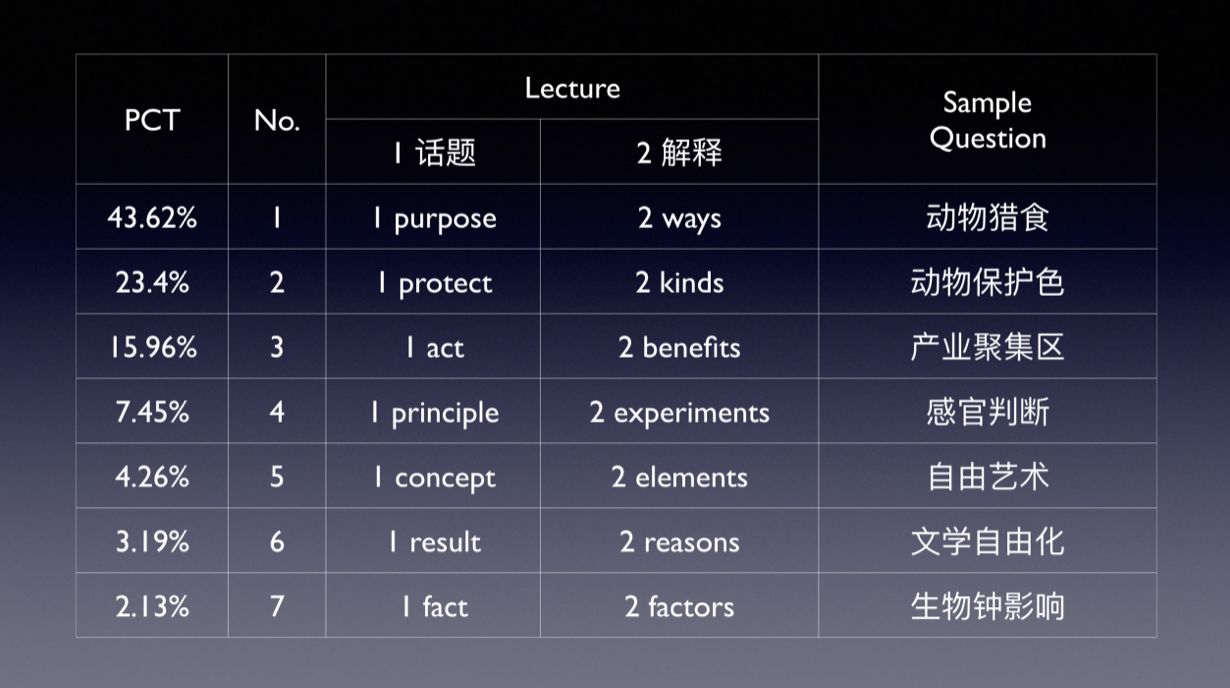 PCT No. Lecture Sample Question
1 话题 2 解释
43.62% 1 1 purpose 2 ways 动物猎食
23.4% 2 1 protect 2 kinds 动物保护色
15.96% 3 1 act 2 benefits 产业聚集区
7.45% 4 1 principle 2 experiments 感官判断
4.26% 5 1 concept 2 elements 自由艺术
3.19% 6 1 result 2 reasons 文学自由化
2.13% 7 1 fact 2 factors 生物钟影响